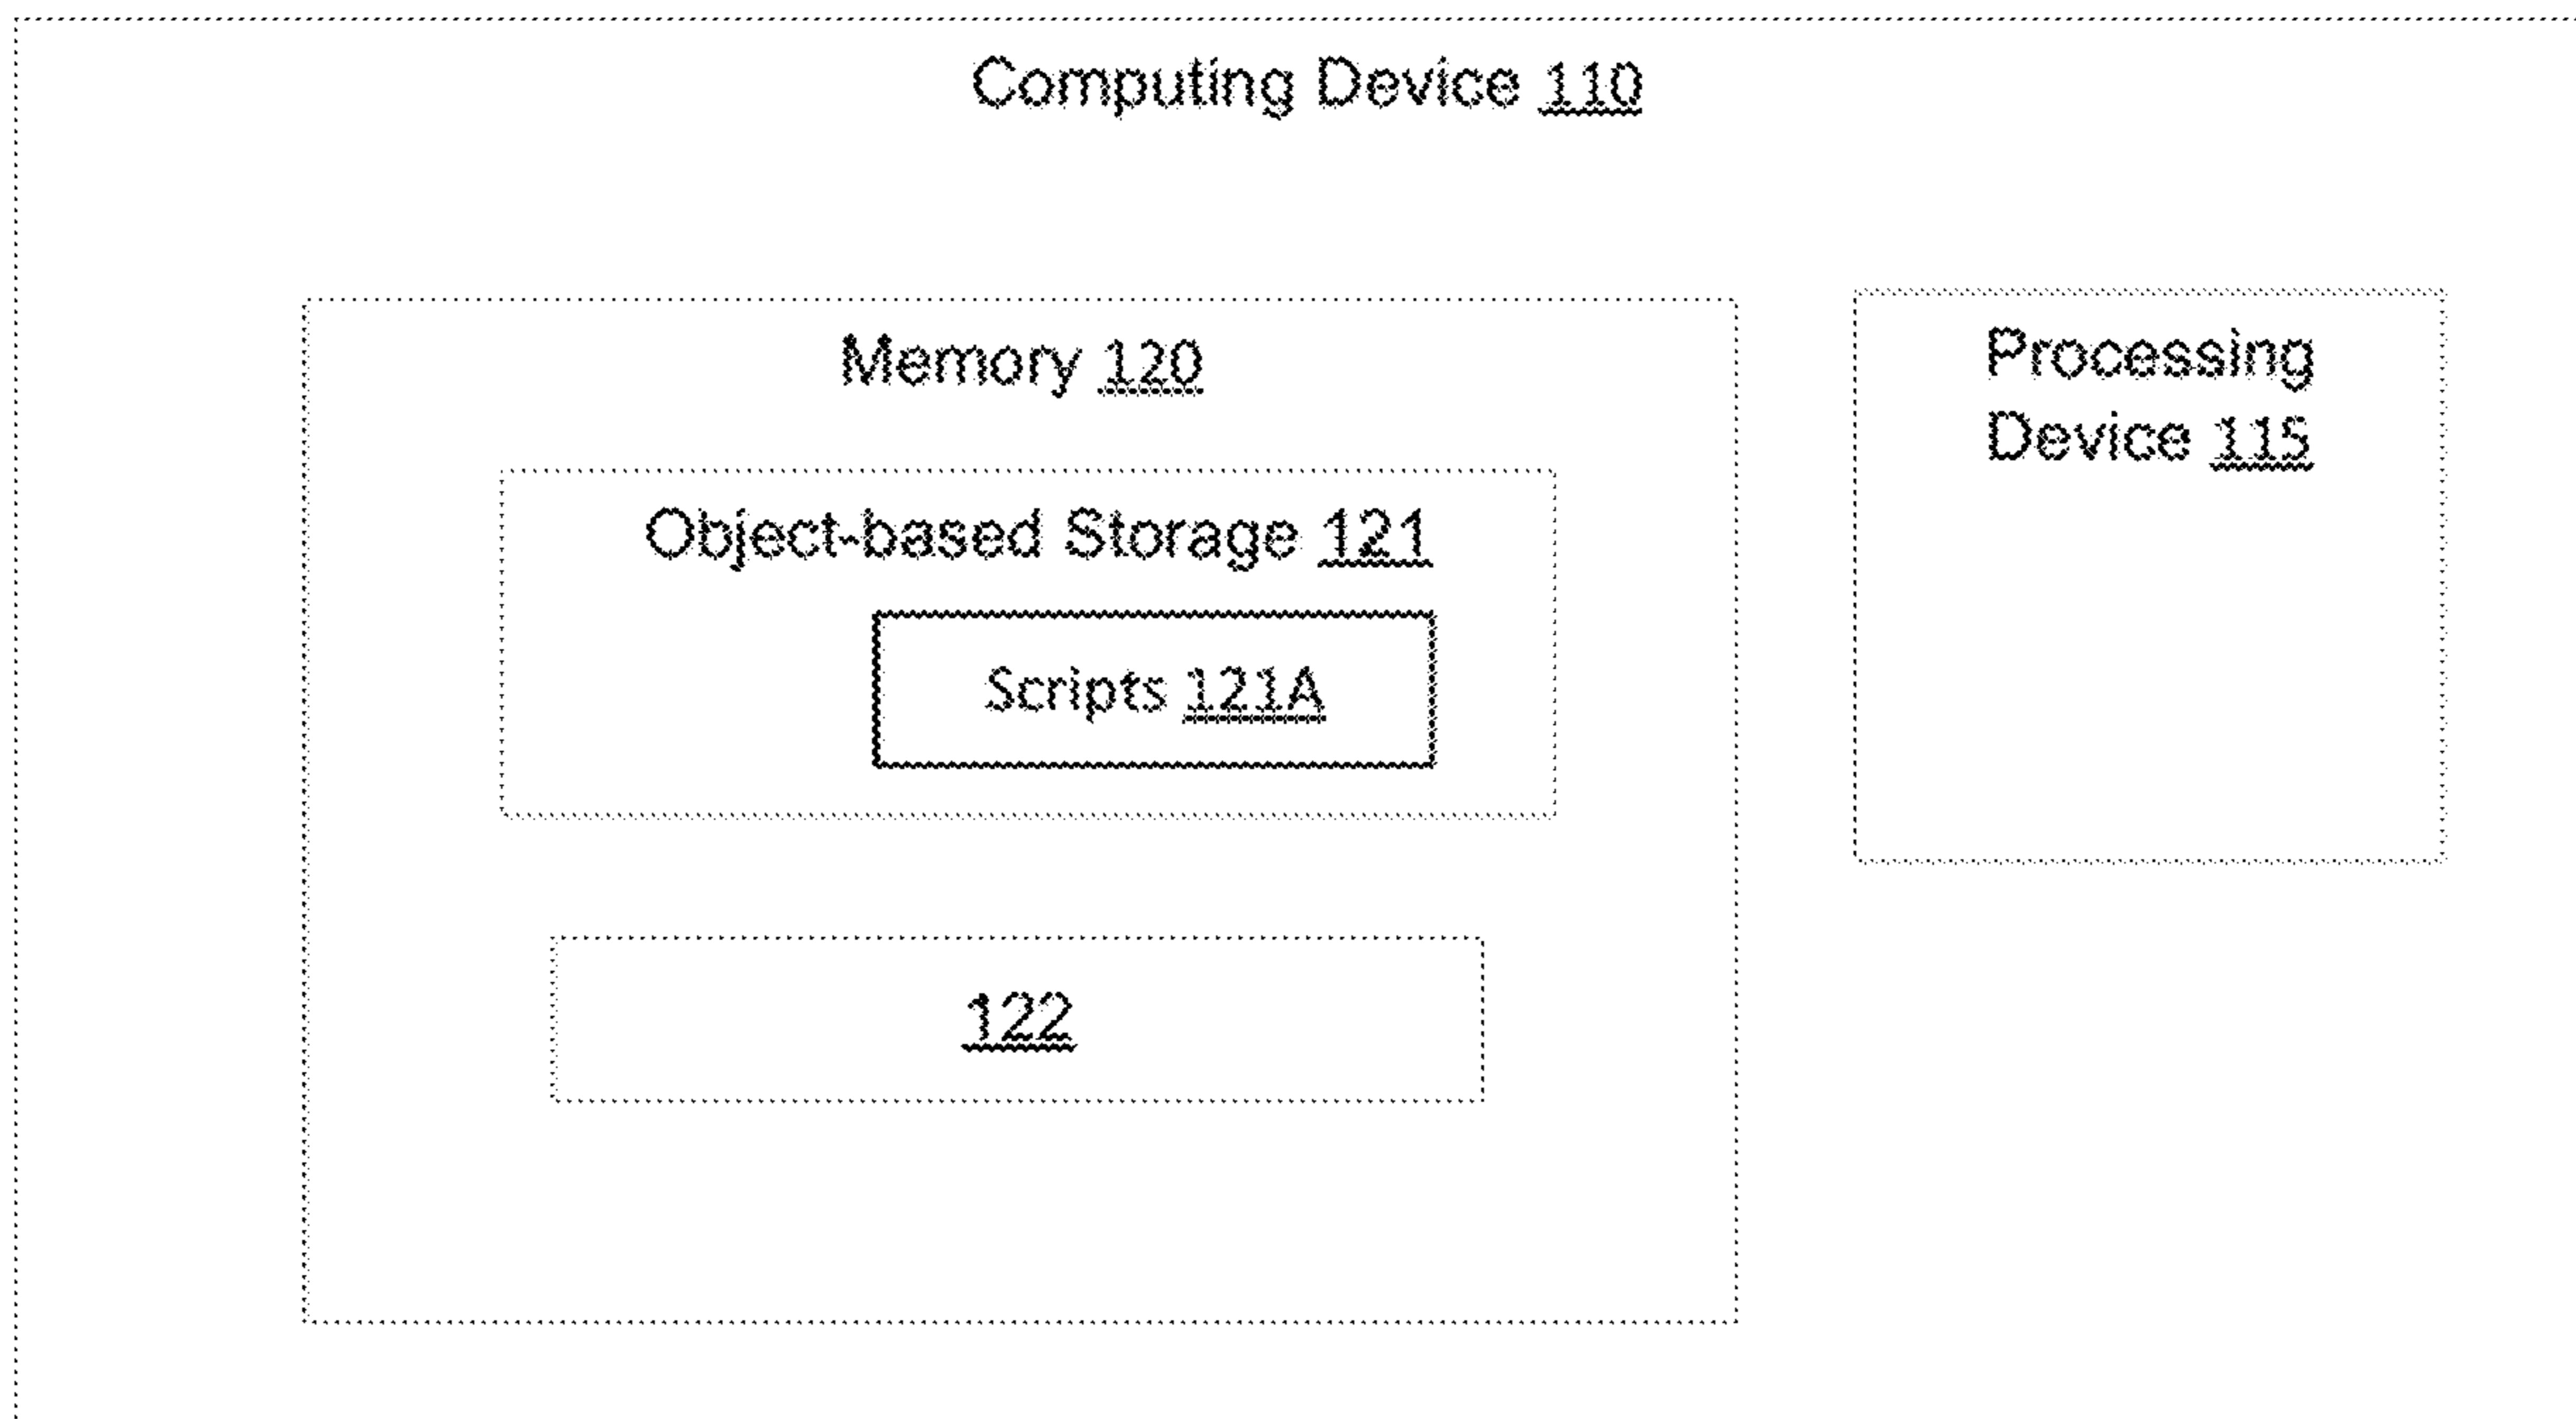 Computing Device 110
Memory 120
Object-based Storage 121
Scripts 121A
122
Processing
Device 115